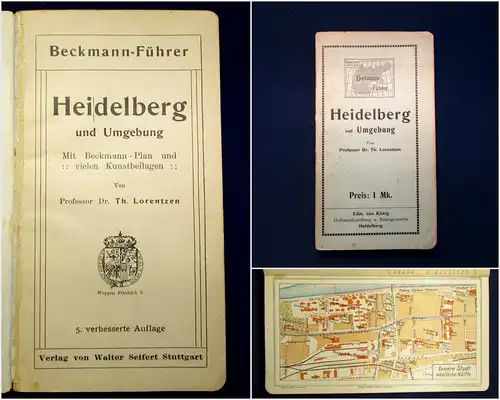 Beckmann-Führer
Heidelberg
und Umgebung
Mit Beckmann-Plan und
:: vielen Kunstbeilagen ::
Von
Professor Dr. Th. Lorentzen
Wappen Friedrich V.
5. verbesserte Auflage
Verlag von Walter Seifert Stuttgart
Beckmann-
Führer
Heidelberg
und Umgebung
Von
Professor Dr. Th. Lorentzen
Preis: 1 Mk.
Edm. von König
Heidelberg
Innere Stadt
westliche Hälfte